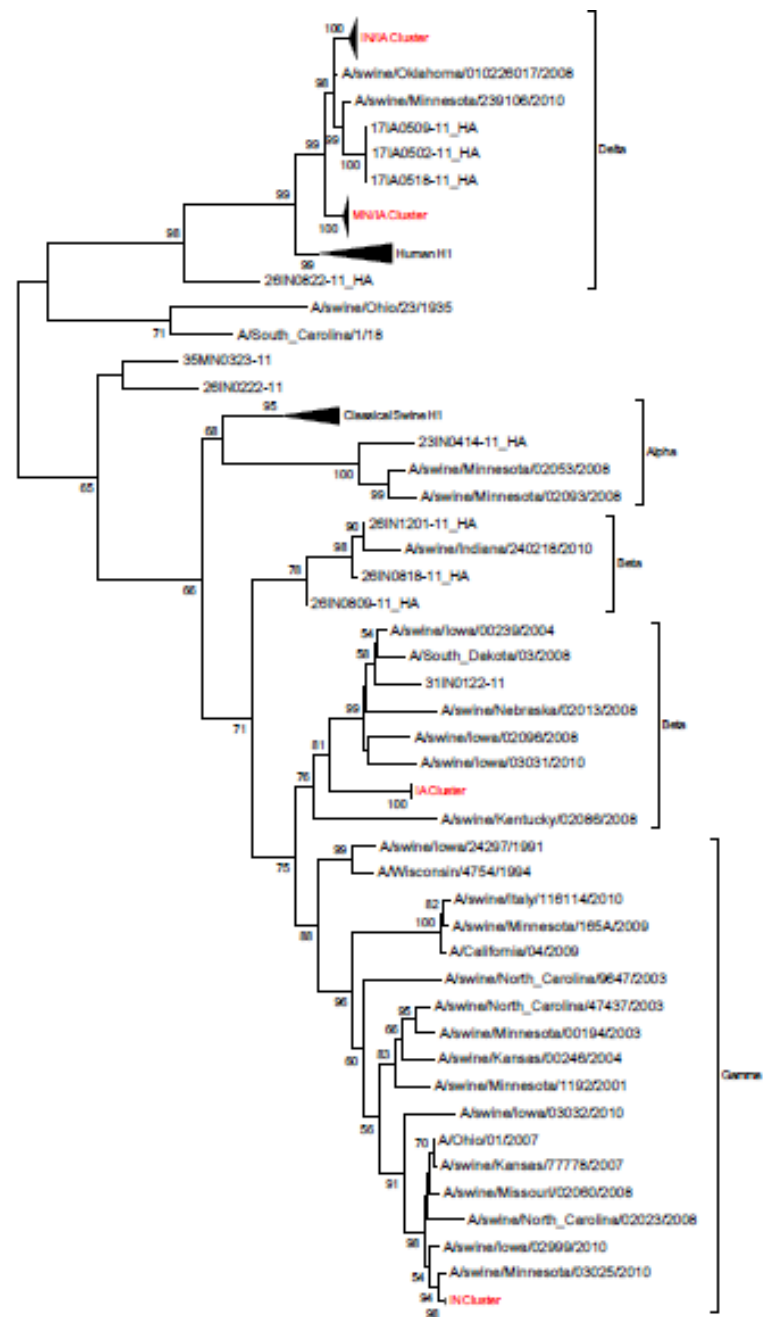 100
IN/IA Cluster
98
A/swine/Oklahoma/010226017/2008
A/swine/Minnesota/239106/2010
99
17IA0509-11_HA
99
17IA0502-11_HA
Delta
100
17IA0518-11_HA
99
100
MN/IA Cluster
98
Human H1
99
26IN0822-11_HA
A/swine/Ohio/23/1935
71
A/South_Carolina/1/18
35MN0323-11
26IN0222-11
95
Classical Swine H1
68
23IN0414-11_HA
Alpha
100
A/swine/Minnesota/02053/2008
65
99
A/swine/Minnesota/02093/2008
90
26IN1201-11_HA
98
A/swine/Indiana/240218/2010
Beta
78
26IN0818-11_HA
66
26IN0809-11_HA
54
A/swine/Iowa/00239/2004
58
A/South_Dakota/03/2008
31IN0122-11
99
A/swine/Nebraska/02013/2008
71
Beta
A/swine/Iowa/02096/2008
81
A/swine/Iowa/03031/2010
76
IA Cluster
100
A/swine/Kentucky/02086/2008
99
A/swine/Iowa/24297/1991
75
A/Wisconsin/4754/1994
82
A/swine/Italy/116114/2010
100
A/swine/Minnesota/165A/2009
88
A/California/04/2009
A/swine/North_Carolina/9647/2003
96
95
A/swine/North_Carolina/47437/2003
66
A/swine/Minnesota/00194/2003
60
83
A/swine/Kansas/00246/2004
Gamma
A/swine/Minnesota/1192/2001
A/swine/Iowa/03032/2010
56
70
A/Ohio/01/2007
A/swine/Kansas/77778/2007
91
A/swine/Missouri/02060/2008
A/swine/North_Carolina/02023/2008
98
A/swine/Iowa/02999/2010
54
A/swine/Minnesota/03025/2010
94
IN Cluster
98